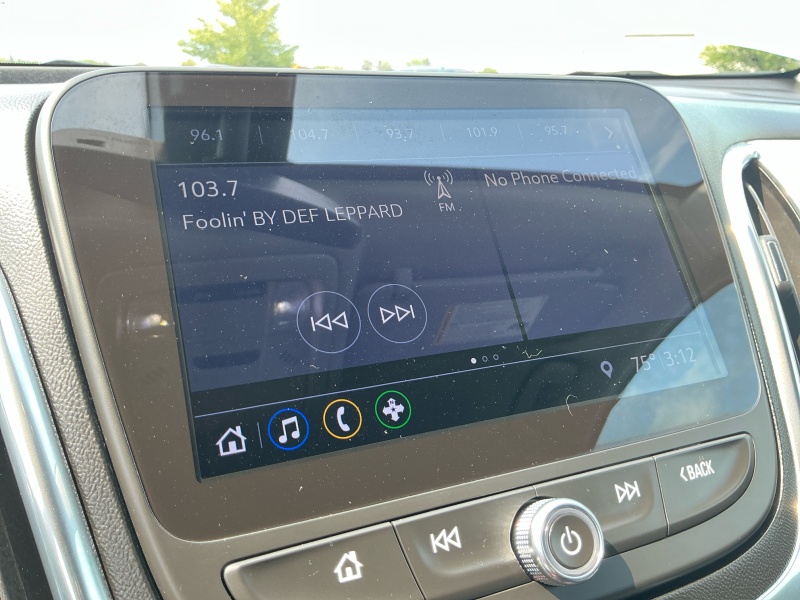 96.1 104.7 93.7 101.9 95.7
103.7
Foolin' BY DEF LEPPARD
FM
No Phone Connected
75° 3:12
BACK